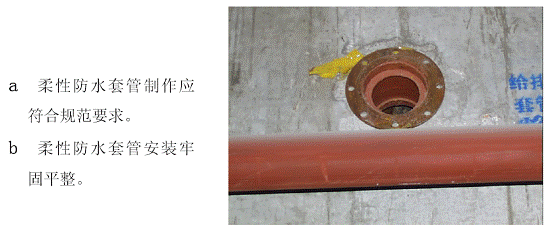 a 柔性防水套管制作应
符合规范要求。
b 柔性防水套管安装牢
固平整。
给排
套管